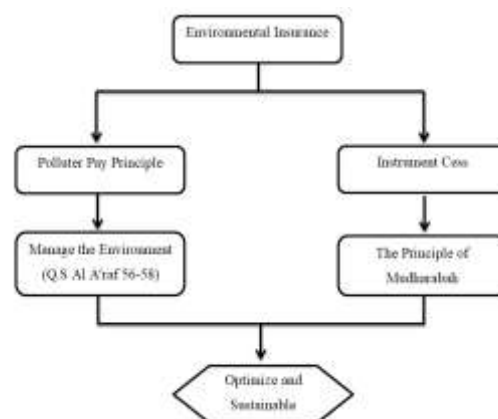 Environmental Insurance
Polluter Pay Principle
Instrument Cess
Manage the Environment
(Q.S Al A'raf 56-58)
The Principle of
Mudharabah
Optimize and
Sustainable